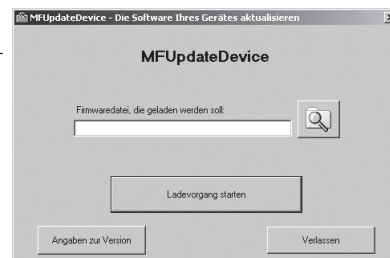 MFUpdateDevice - Die Software Ihres Gerätes aktualisieren
MFUpdateDevice
Firmwaredatei, die geladen werden soll:
Ladevorgang starten
Angaben zur Version
Verlassen